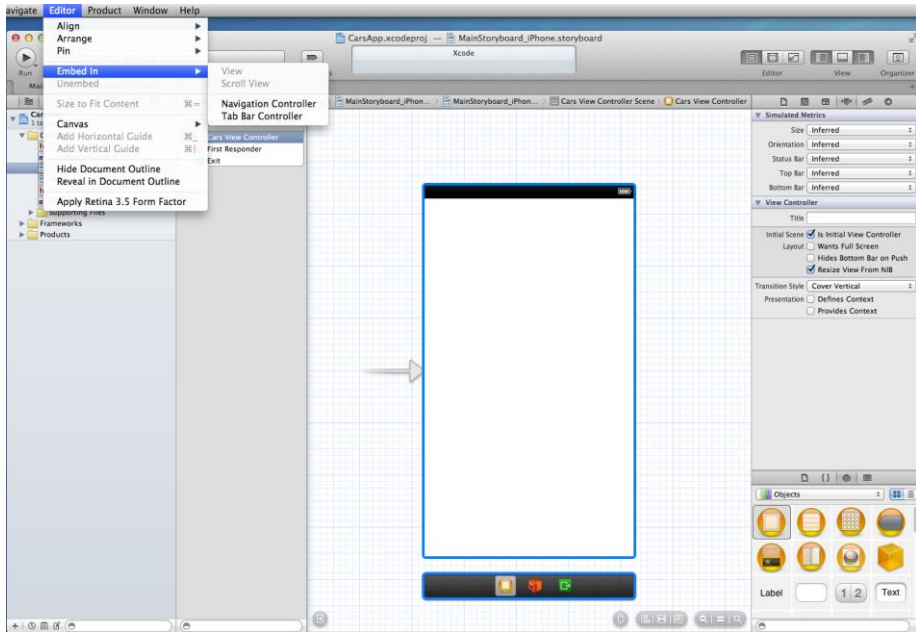 avigate Editor Product Window Help
CarsApp.xcodeproj — MainStoryboard_iPhone.storyboard
Xcode
Run
Editor View Organizer
Align
Arrange
Pin
Embed In
Unembed
Size to Fit Content ⌘=
Canvas
Add Horizontal Guide ⌘_
Add Vertical Guide ⌘|
Hide Document Outline
Reveal in Document Outline
Apply Retina 3.5 Form Factor
View
Scroll View
Navigation Controller
Tab Bar Controller
Mai
MainStoryboard_iPhon... MainStoryboard_iPhon... Cars View Controller Scene Cars View Controller
Car
1 ta
Supporting Files
Frameworks
Products
Cars View Controller
First Responder
Exit
Simulated Metrics
Size Inferred
Orientation Inferred
Status Bar Inferred
Top Bar Inferred
Bottom Bar Inferred
View Controller
Title
Initial Scene Is Initial View Controller
Layout Wants Full Screen
Hides Bottom Bar on Push
Resize View From NIB
Transition Style Cover Vertical
Presentation Defines Context
Provides Context
Objects
Label 1 2 Text